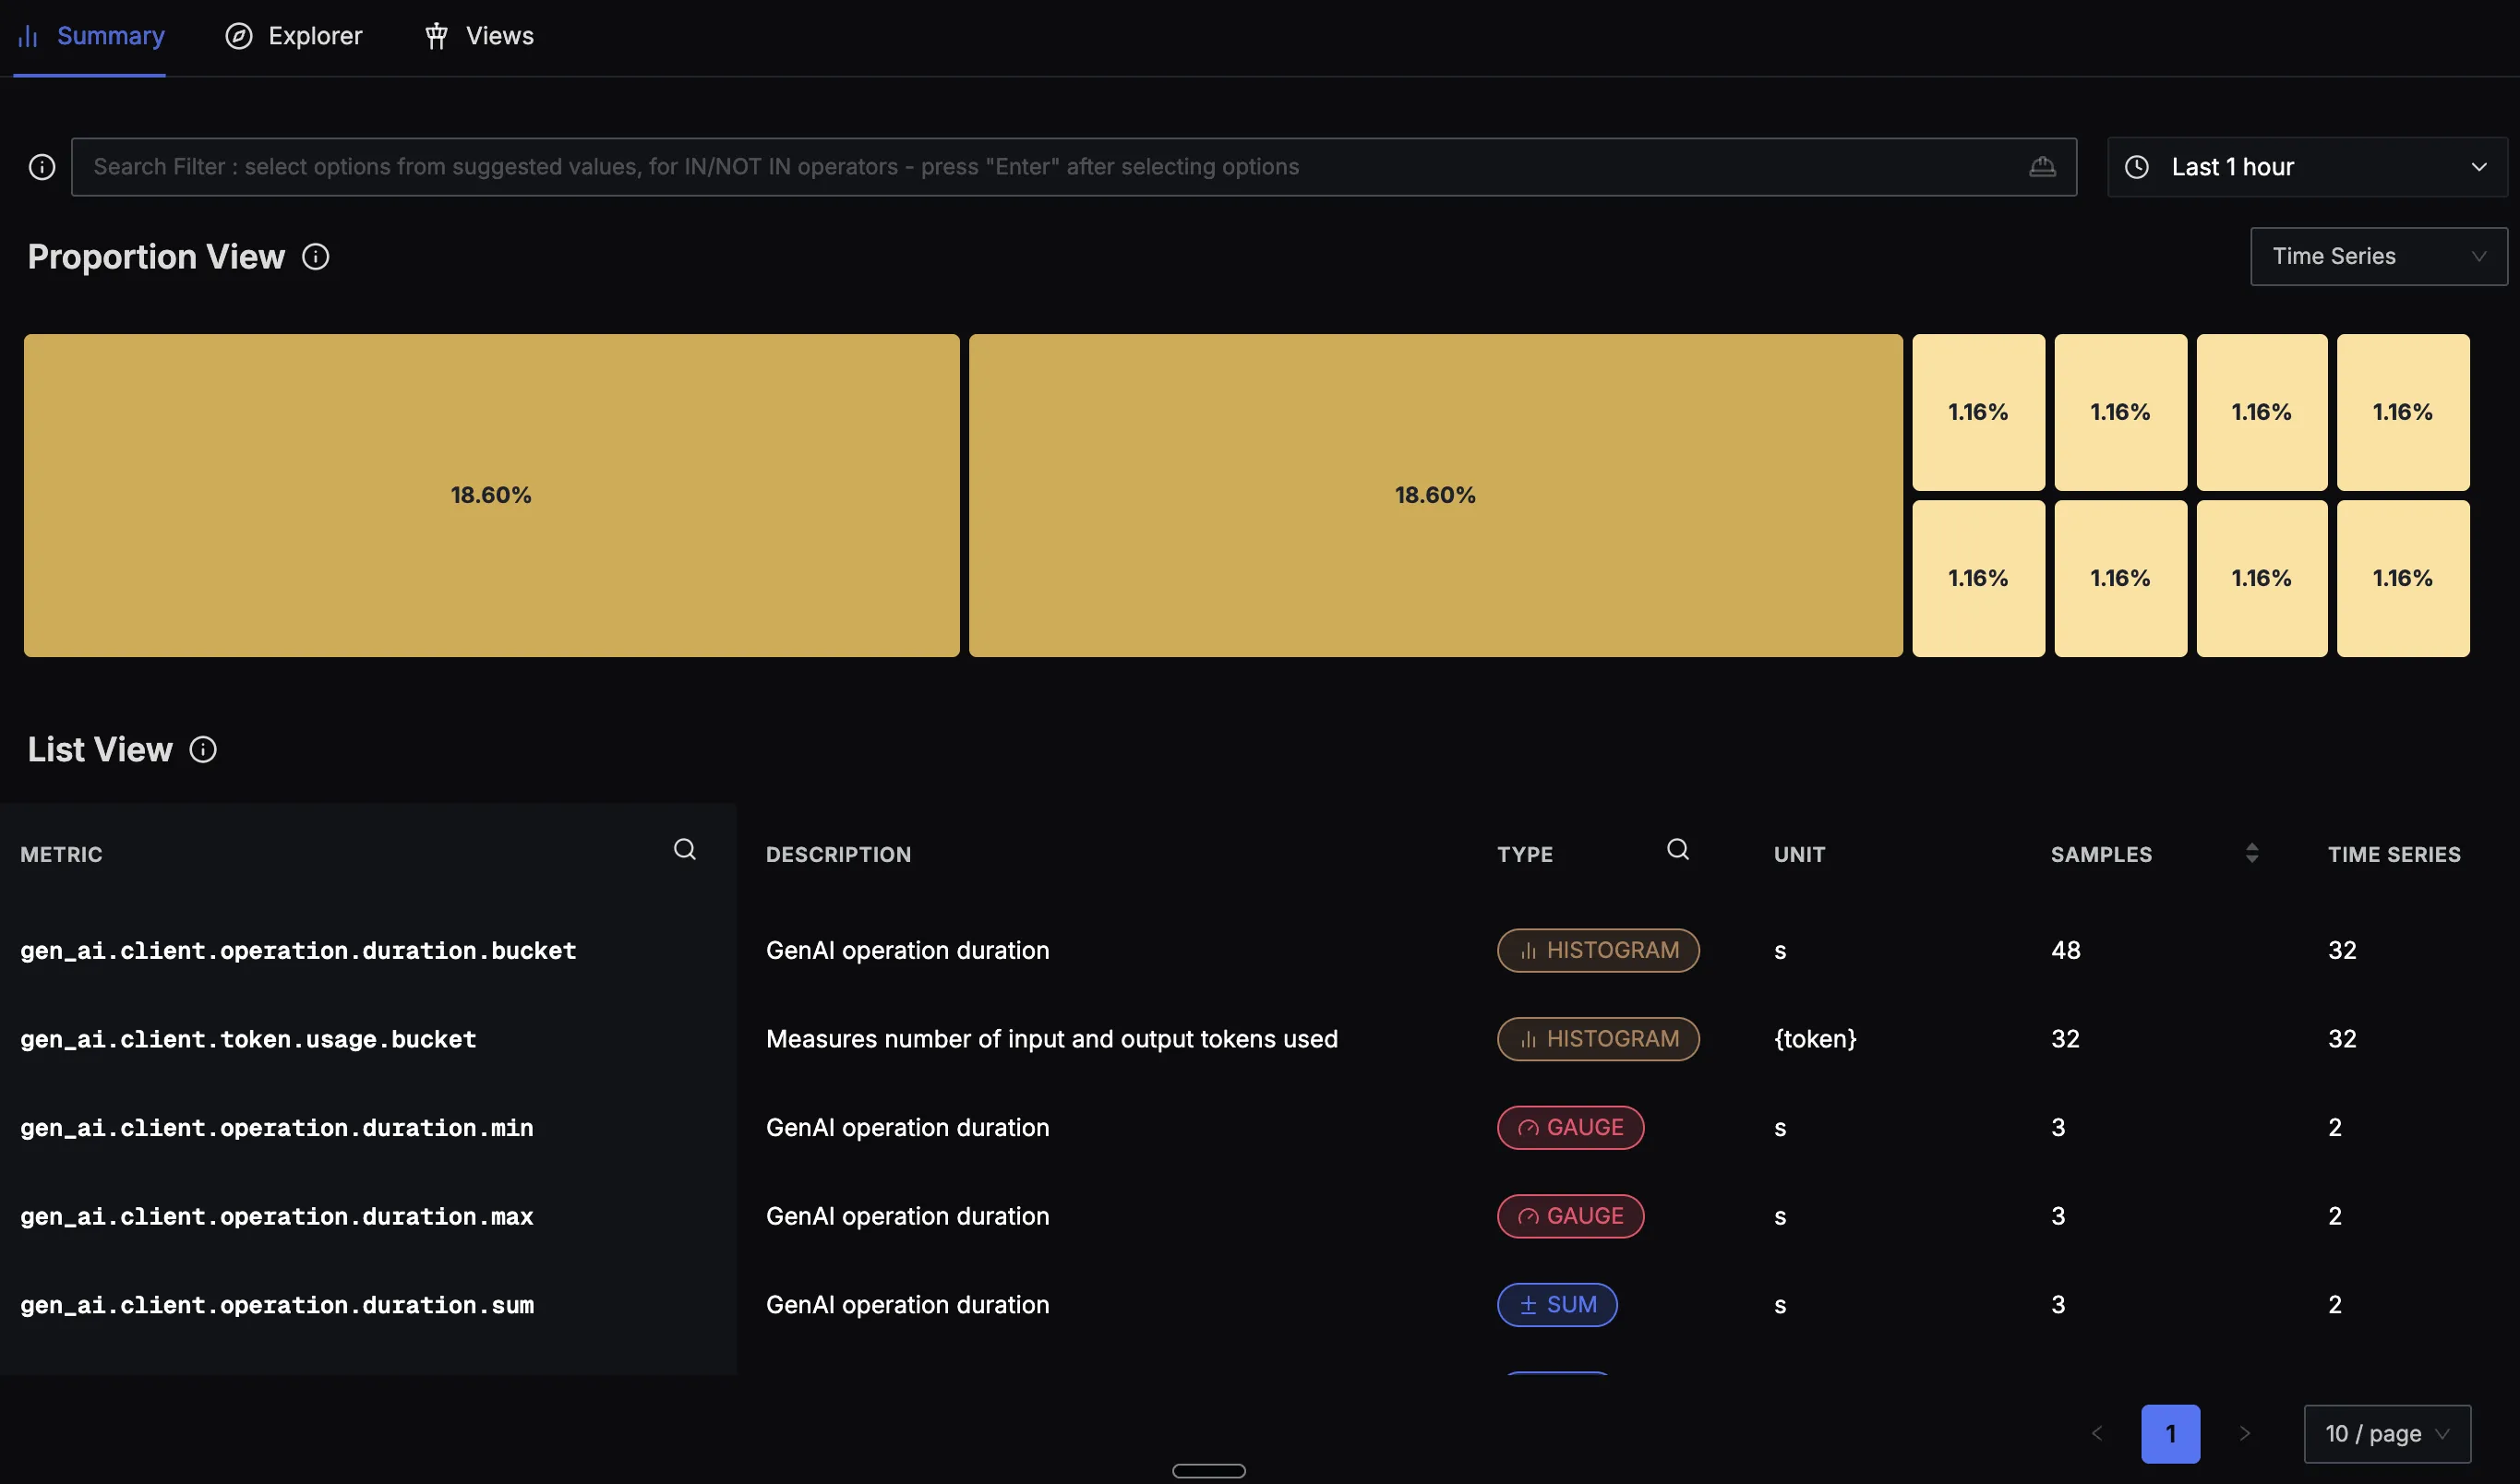 Summary Explorer Views
Search Filter : select options from suggested values, for IN/NOT IN operators - press "Enter" after selecting options
Last 1 hour
Proportion View
Time Series
18.60% 18.60% 1.16% 1.16% 1.16% 1.16%
1.16% 1.16% 1.16% 1.16%
List View
METRIC DESCRIPTION TYPE UNIT SAMPLES TIME SERIES
gen_ai.client.operation.duration.bucket GenAI operation duration HISTOGRAM s 48 32
gen_ai.client.token.usage.bucket Measures number of input and output tokens used HISTOGRAM {token} 32 32
gen_ai.client.operation.duration.min GenAI operation duration GAUGE s 3 2
gen_ai.client.operation.duration.max GenAI operation duration GAUGE s 3 2
gen_ai.client.operation.duration.sum GenAI operation duration SUM s 3 2
1 10 / page